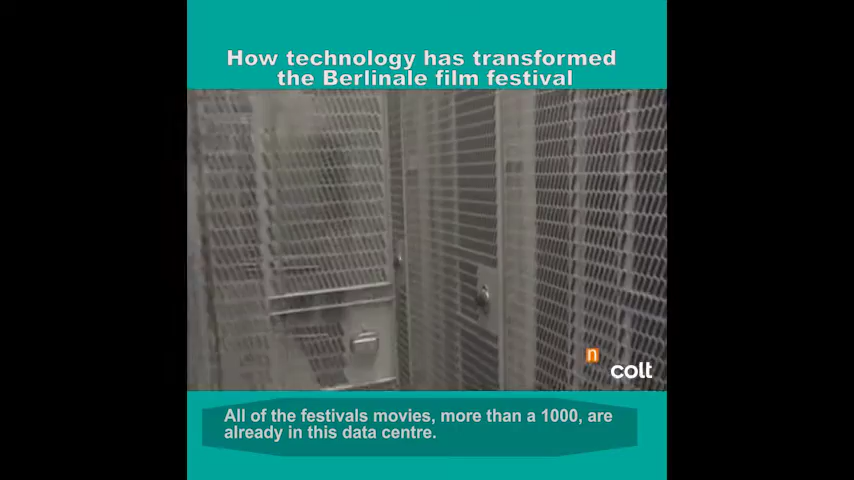 How technology has transformed
the Berlinale film festival
n
colt
All of the festivals movies, more than a 1000, are
already in this data centre.